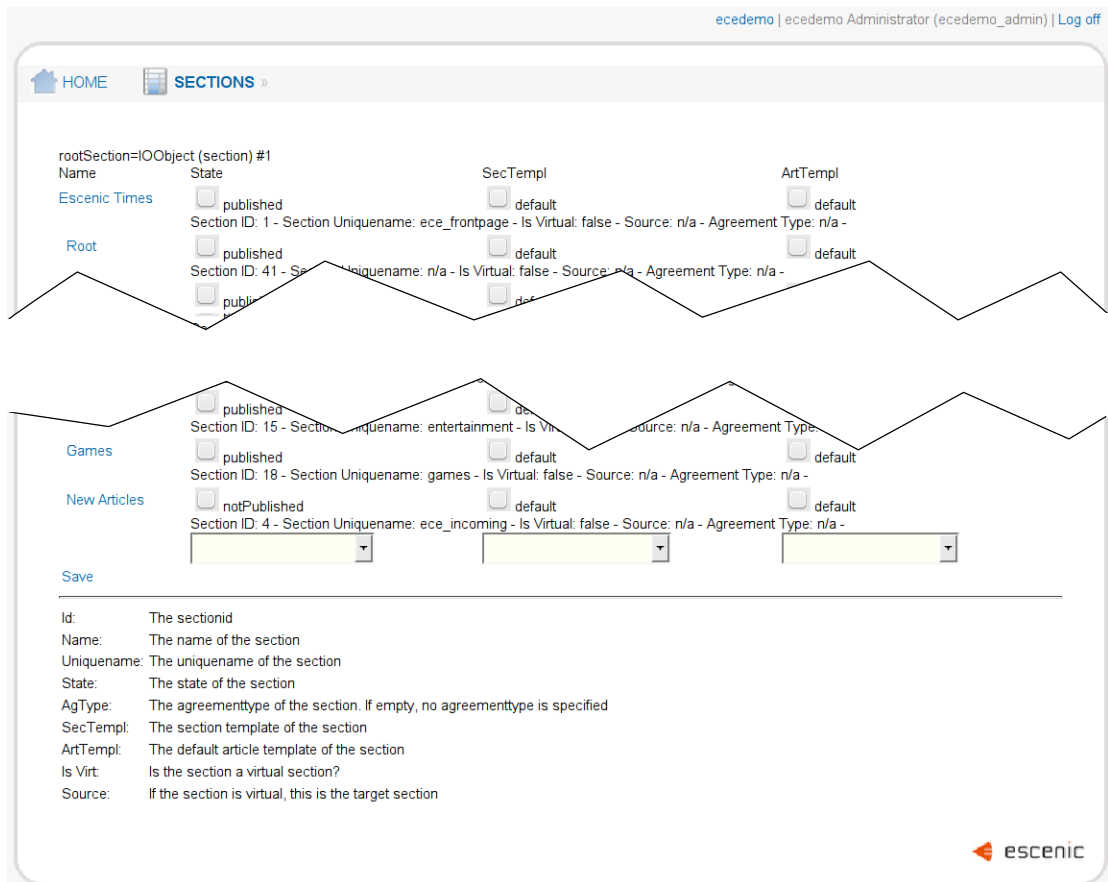 ecedemo | ecedemo Administrator (ecedemo_admin) | Log off
HOME SECTIONS »
rootSection=IOObject (section) #1
Name State SecTempl ArtTempl
Escenic Times published default default
Section ID: 1 - Section Uniquename: ece_frontpage - Is Virtual: false - Source: n/a - Agreement Type: n/a -
Root published default default
Section ID: 41 - Uniquename: n/a - Is Virtual: false - Source: n/a - Agreement Type: n/a -
published default
Section ID: 15 - Uniquename: entertainment - Is Source: n/a - Agreement Type:
Games published default default
Section ID: 18 - Section Uniquename: games - Is Virtual: false - Source: n/a - Agreement Type: n/a -
New Articles notPublished default default
Section ID: 4 - Section Uniquename: ece_incoming - Is Virtual: false - Source: n/a - Agreement Type: n/a -
Save
Id: The sectionid
Name: The name of the section
Uniquename: The uniquename of the section
State: The state of the section
AgType: The agreementtype of the section. If empty, no agreementtype is specified
SecTempl: The section template of the section
ArtTempl: The default article template of the section
Is Virt: Is the section a virtual section?
Source: If the section is virtual, this is the target section
escenic